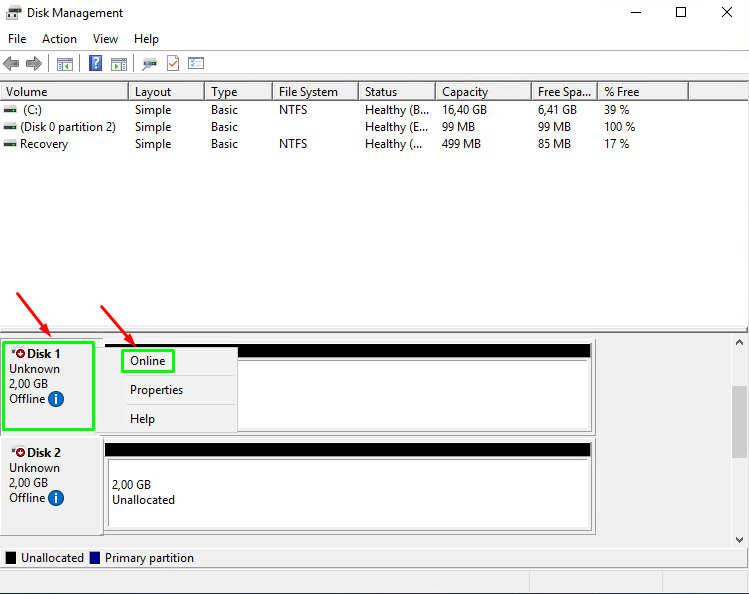 Disk Management
File Action View Help
Volume Layout Type File System Status Capacity Free Spa... % Free
(C:) Simple Basic NTFS Healthy (B... 16,40 GB 6,41 GB 39 %
(Disk 0 partition 2) Simple Basic Healthy (E... 99 MB 99 MB 100 %
Recovery Simple Basic NTFS Healthy (... 499 MB 85 MB 17 %
Disk 1
Unknown
2,00 GB
Offline
Online
Properties
Help
Disk 2
Unknown
2,00 GB
Offline
2,00 GB
Unallocated
Unallocated Primary partition